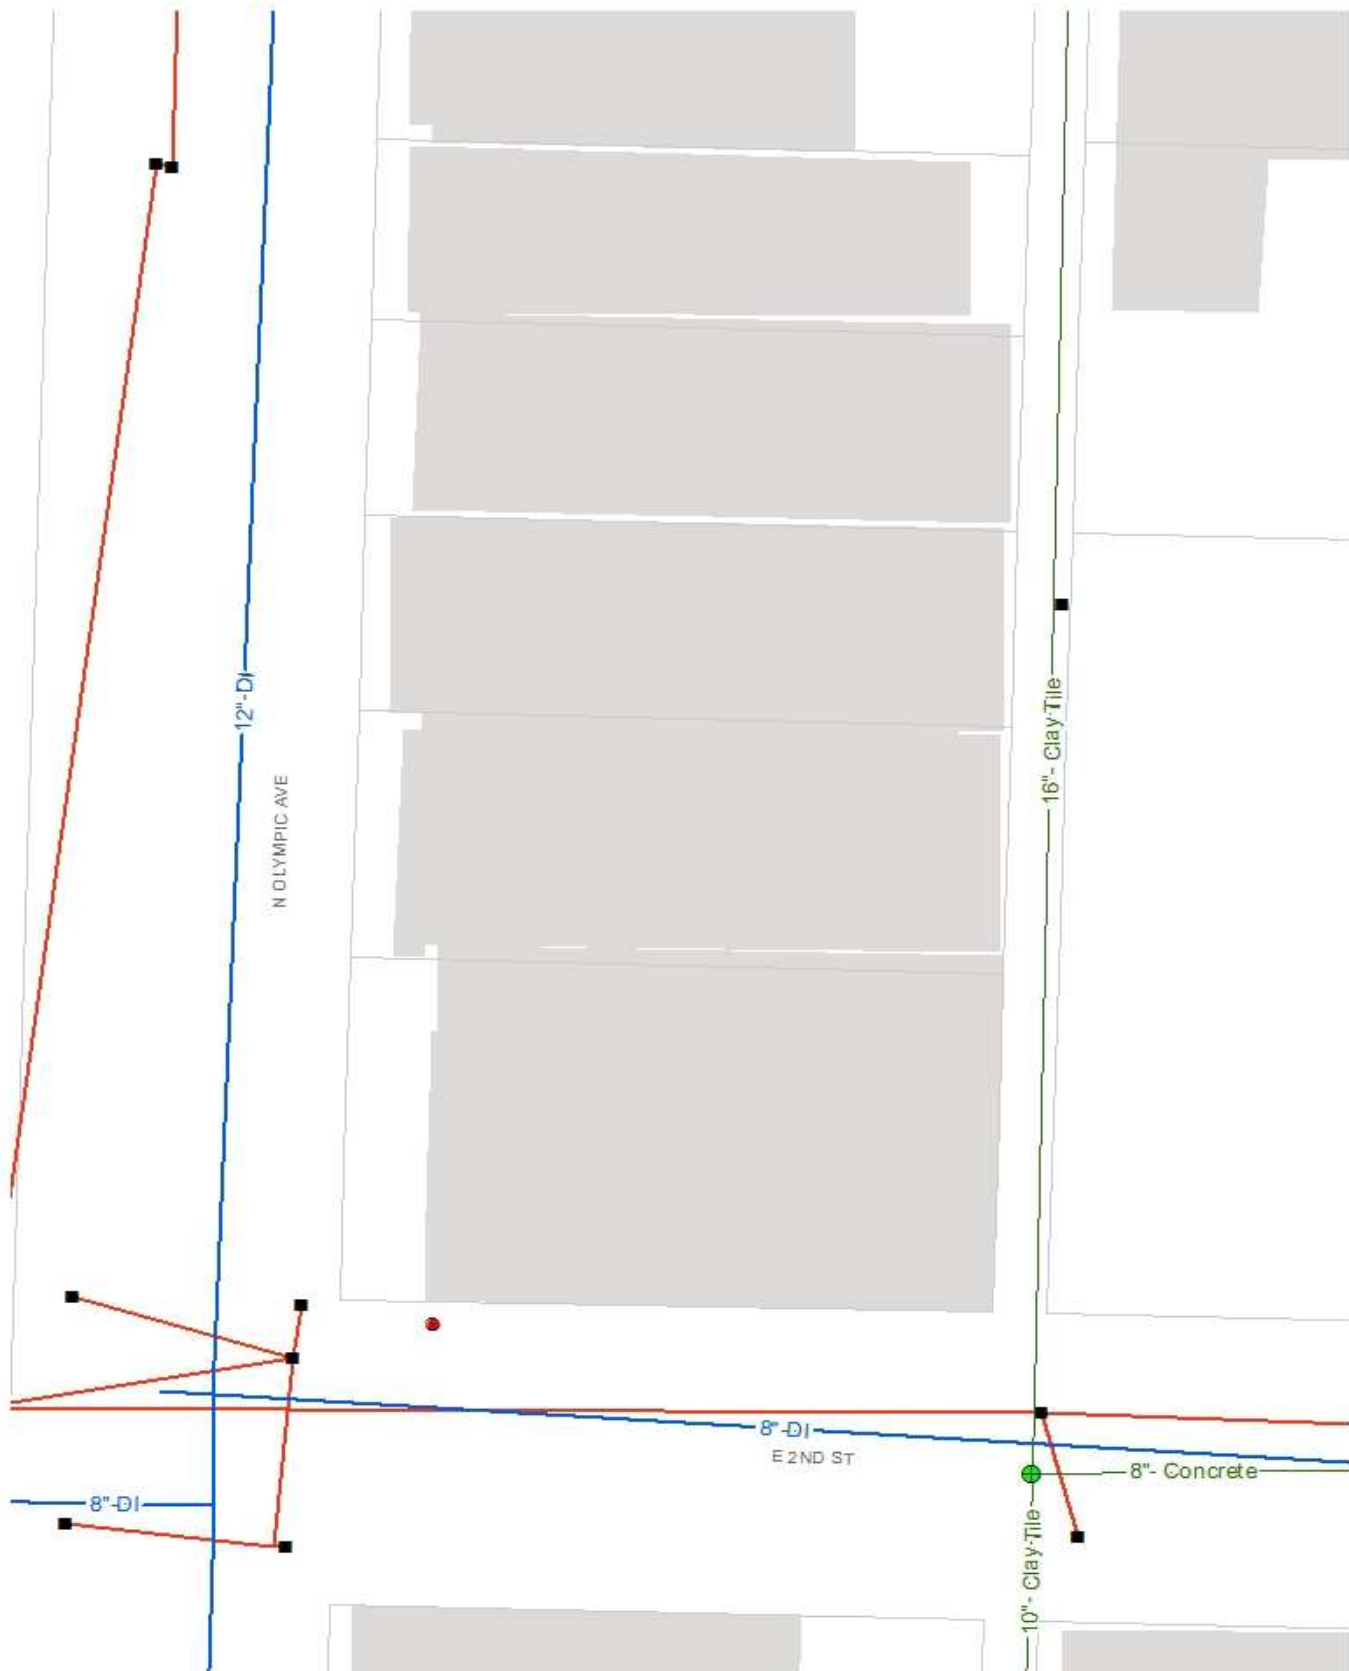 12"-DI
16"- Clay Tile
N OLYMPIC AVE
8"-DI
E 2ND ST
8"- Concrete
8"-DI
10"- Clay Tile